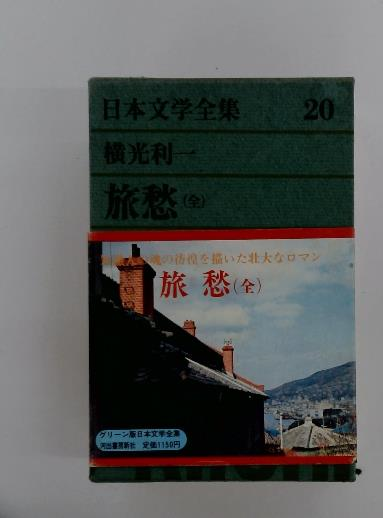 日本文学全集 20
横光利一
旅愁(全)
魂の彷徨を描いた壮大なロマン
旅愁(全)
グリーン版日本文学全集
河出書房新社 定価1150円